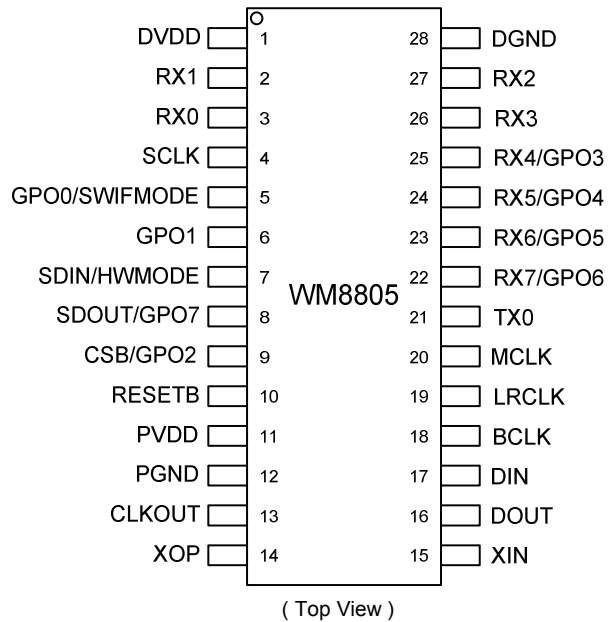 DVDD 1 28 DGND
RX1 2 27 RX2
RX0 3 26 RX3
SCLK 4 25 RX4/GPO3
GPO0/SWIFMODE 5 24 RX5/GPO4
GPO1 6 23 RX6/GPO5
SDIN/HWMODE 7 22 RX7/GPO6
WM8805
SDOUT/GPO7 8 21 TX0
CSB/GPO2 9 20 MCLK
RESETB 10 19 LRCLK
PVDD 11 18 BCLK
PGND 12 17 DIN
CLKOUT 13 16 DOUT
XOP 14 15 XIN
( Top View )